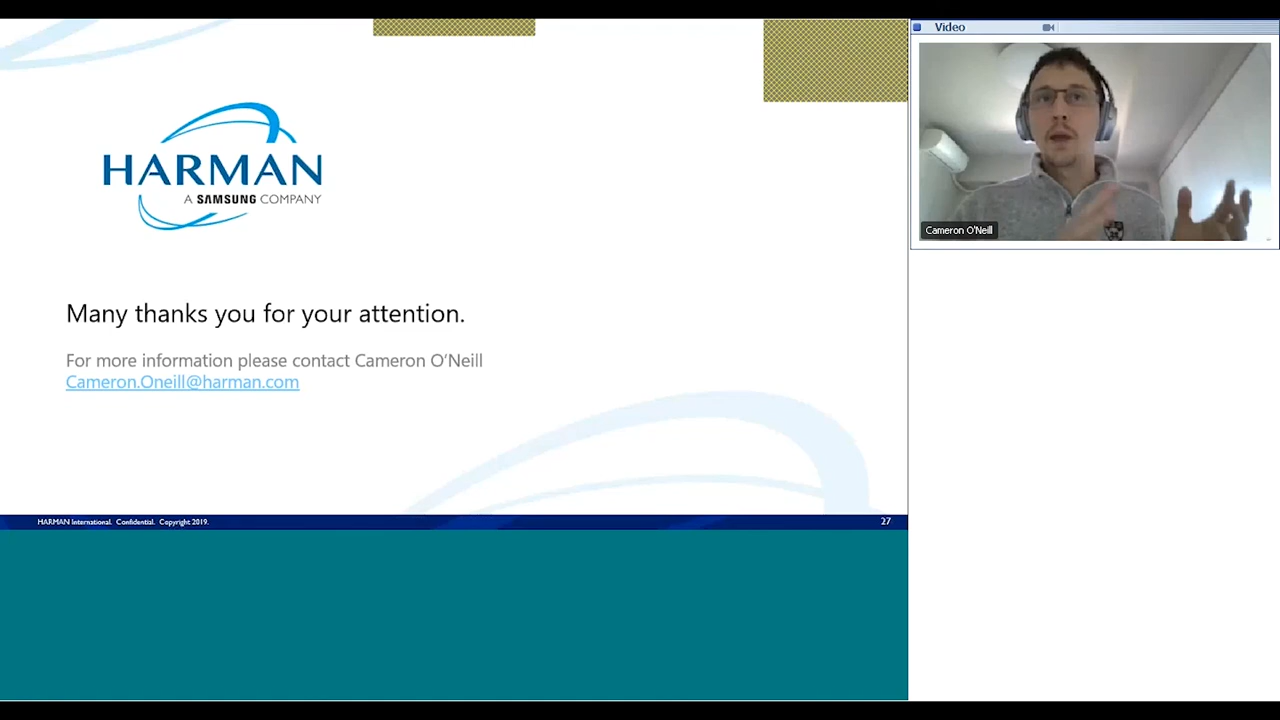 HARMAN
A SAMSUNG COMPANY
Many thanks you for your attention.
For more information please contact Cameron O'Neill
Cameron.Oneill@harman.com
HARMAN International. Confidential. Copyright 2019.
27
Video
Cameron O'Neill